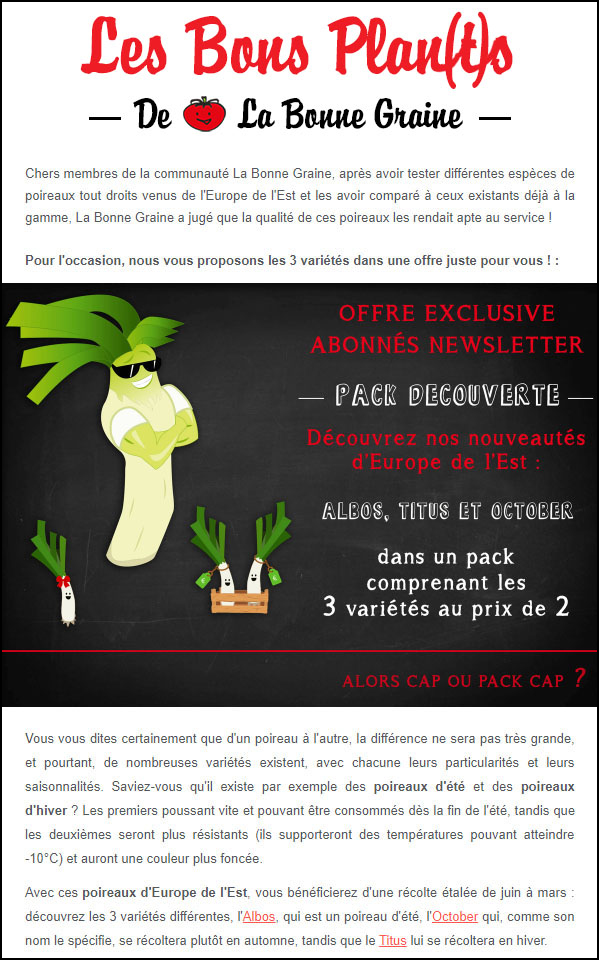 Les Bons Plan(t)s
De La Bonne Graine
Chers membres de la communauté La Bonne Graine, après avoir tester différentes espèces de
poireaux tout droits venus de l'Europe de l'Est et les avoir comparé à ceux existants déjà à la
gamme, La Bonne Graine a jugé que la qualité de ces poireaux les rendait apte au service !
Pour l'occasion, nous vous proposons les 3 variétés dans une offre juste pour vous ! :
OFFRE EXCLUSIVE
ABONNÉS NEWSLETTER
— PACK DECOUVERTE —
Découvrez nos nouveautés
d'Europe de l'Est :
ALBOS, TITUS ET OCTOBER
dans un pack
comprenant les
3 variétés au prix de 2
ALORS CAP OU PACK CAP ?
Vous vous dites certainement que d'un poireau à l'autre, la différence ne sera pas très grande,
et pourtant, de nombreuses variétés existent, avec chacune leurs particularités et leurs
saisonnalités. Saviez-vous qu'il existe par exemple des poireaux d'été et des poireaux
d'hiver ? Les premiers poussant vite et pouvant être consommés dès la fin de l'été, tandis que
les deuxièmes seront plus résistants (ils supporteront des températures pouvant atteindre
-10°C) et auront une couleur plus foncée.
Avec ces poireaux d'Europe de l'Est, vous bénéficierez d'une récolte étalée de juin à mars :
découvrez les 3 variétés différentes, l'Albos, qui est un poireau d'été, l'October qui, comme son
nom le spécifie, se récoltera plutôt en automne, tandis que le Titus lui se récoltera en hiver.